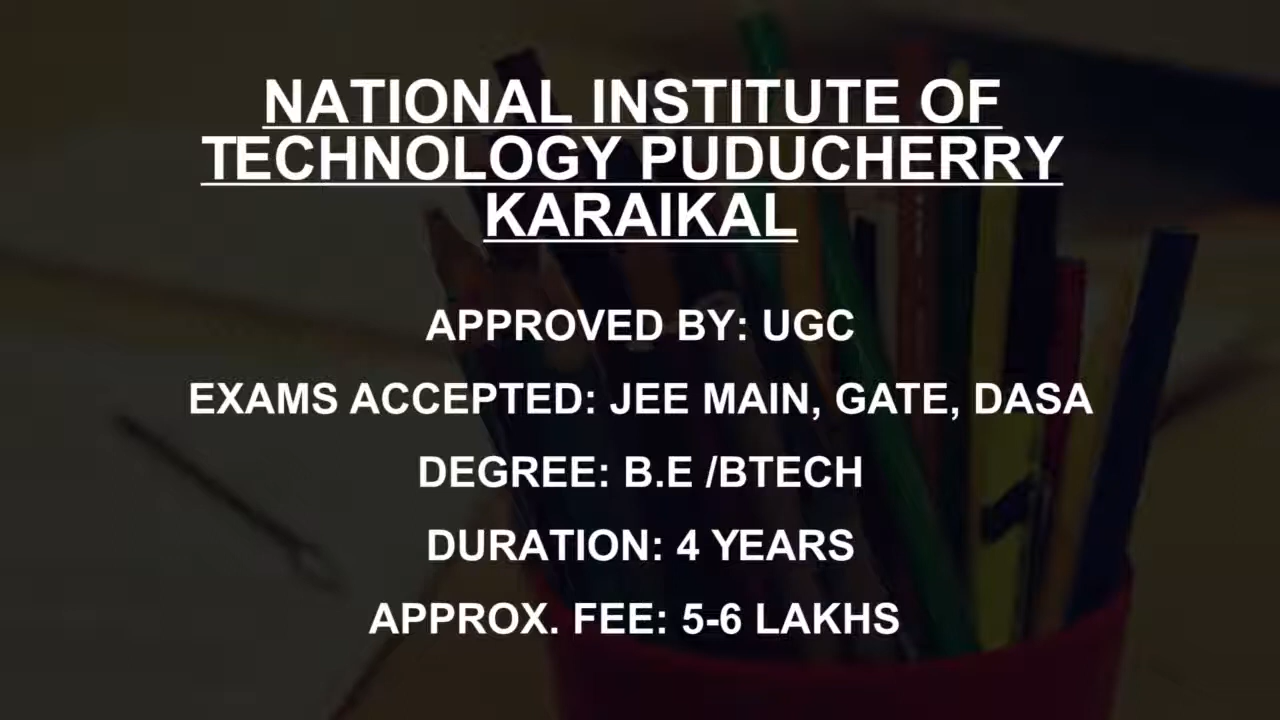 NATIONAL INSTITUTE OF
TECHNOLOGY PUDUCHERRY
KARAIKAL
APPROVED BY: UGC
EXAMS ACCEPTED: JEE MAIN, GATE, DASA
DEGREE: B.E /BTECH
DURATION: 4 YEARS
APPROX. FEE: 5-6 LAKHS